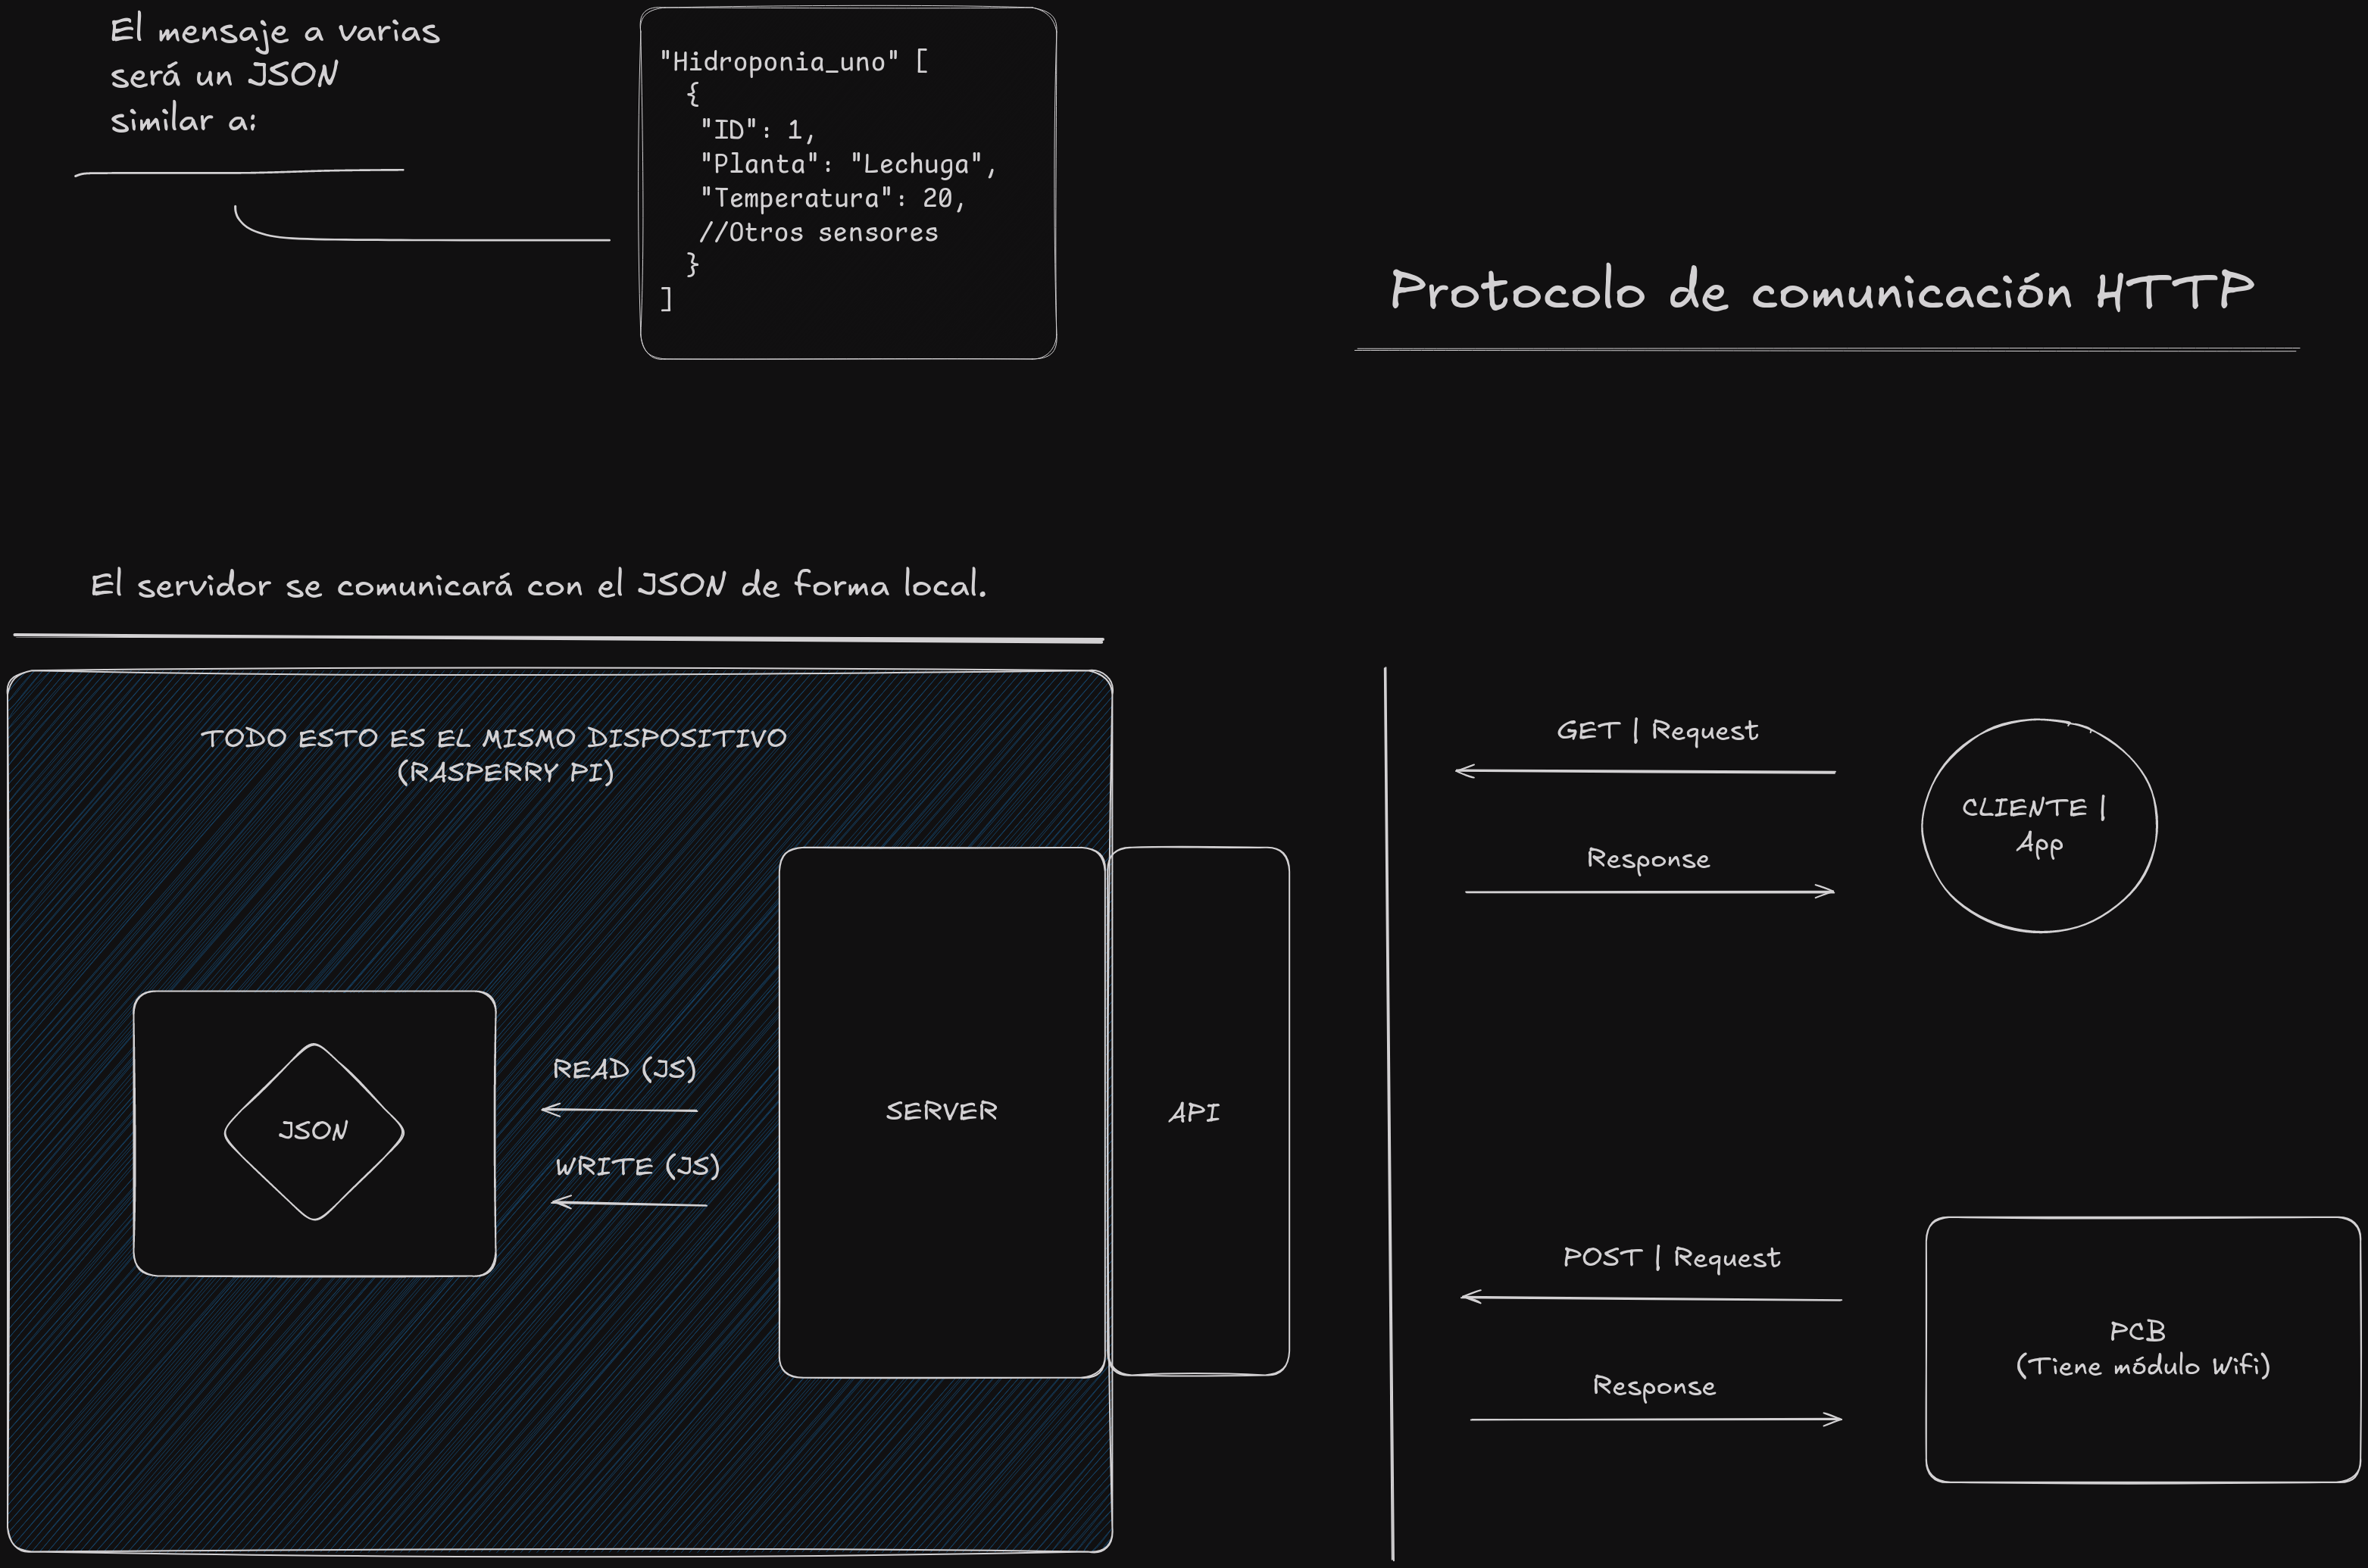 El mensaje a varias
será un JSON
similar a:
"Hidroponia_uno" [
{
"ID": 1,
"Planta": "Lechuga",
"Temperatura": 20,
//Otros sensores
}
]
Protocolo de comunicación HTTP
El servidor se comunicará con el JSON de forma local.
TODO ESTO ES EL MISMO DISPOSITIVO
(RASPERRY PI)
JSON
READ (JS)
WRITE (JS)
SERVER
API
GET | Request
Response
CLIENTE |
App
POST | Request
Response
PCB
(Tiene módulo Wifi)